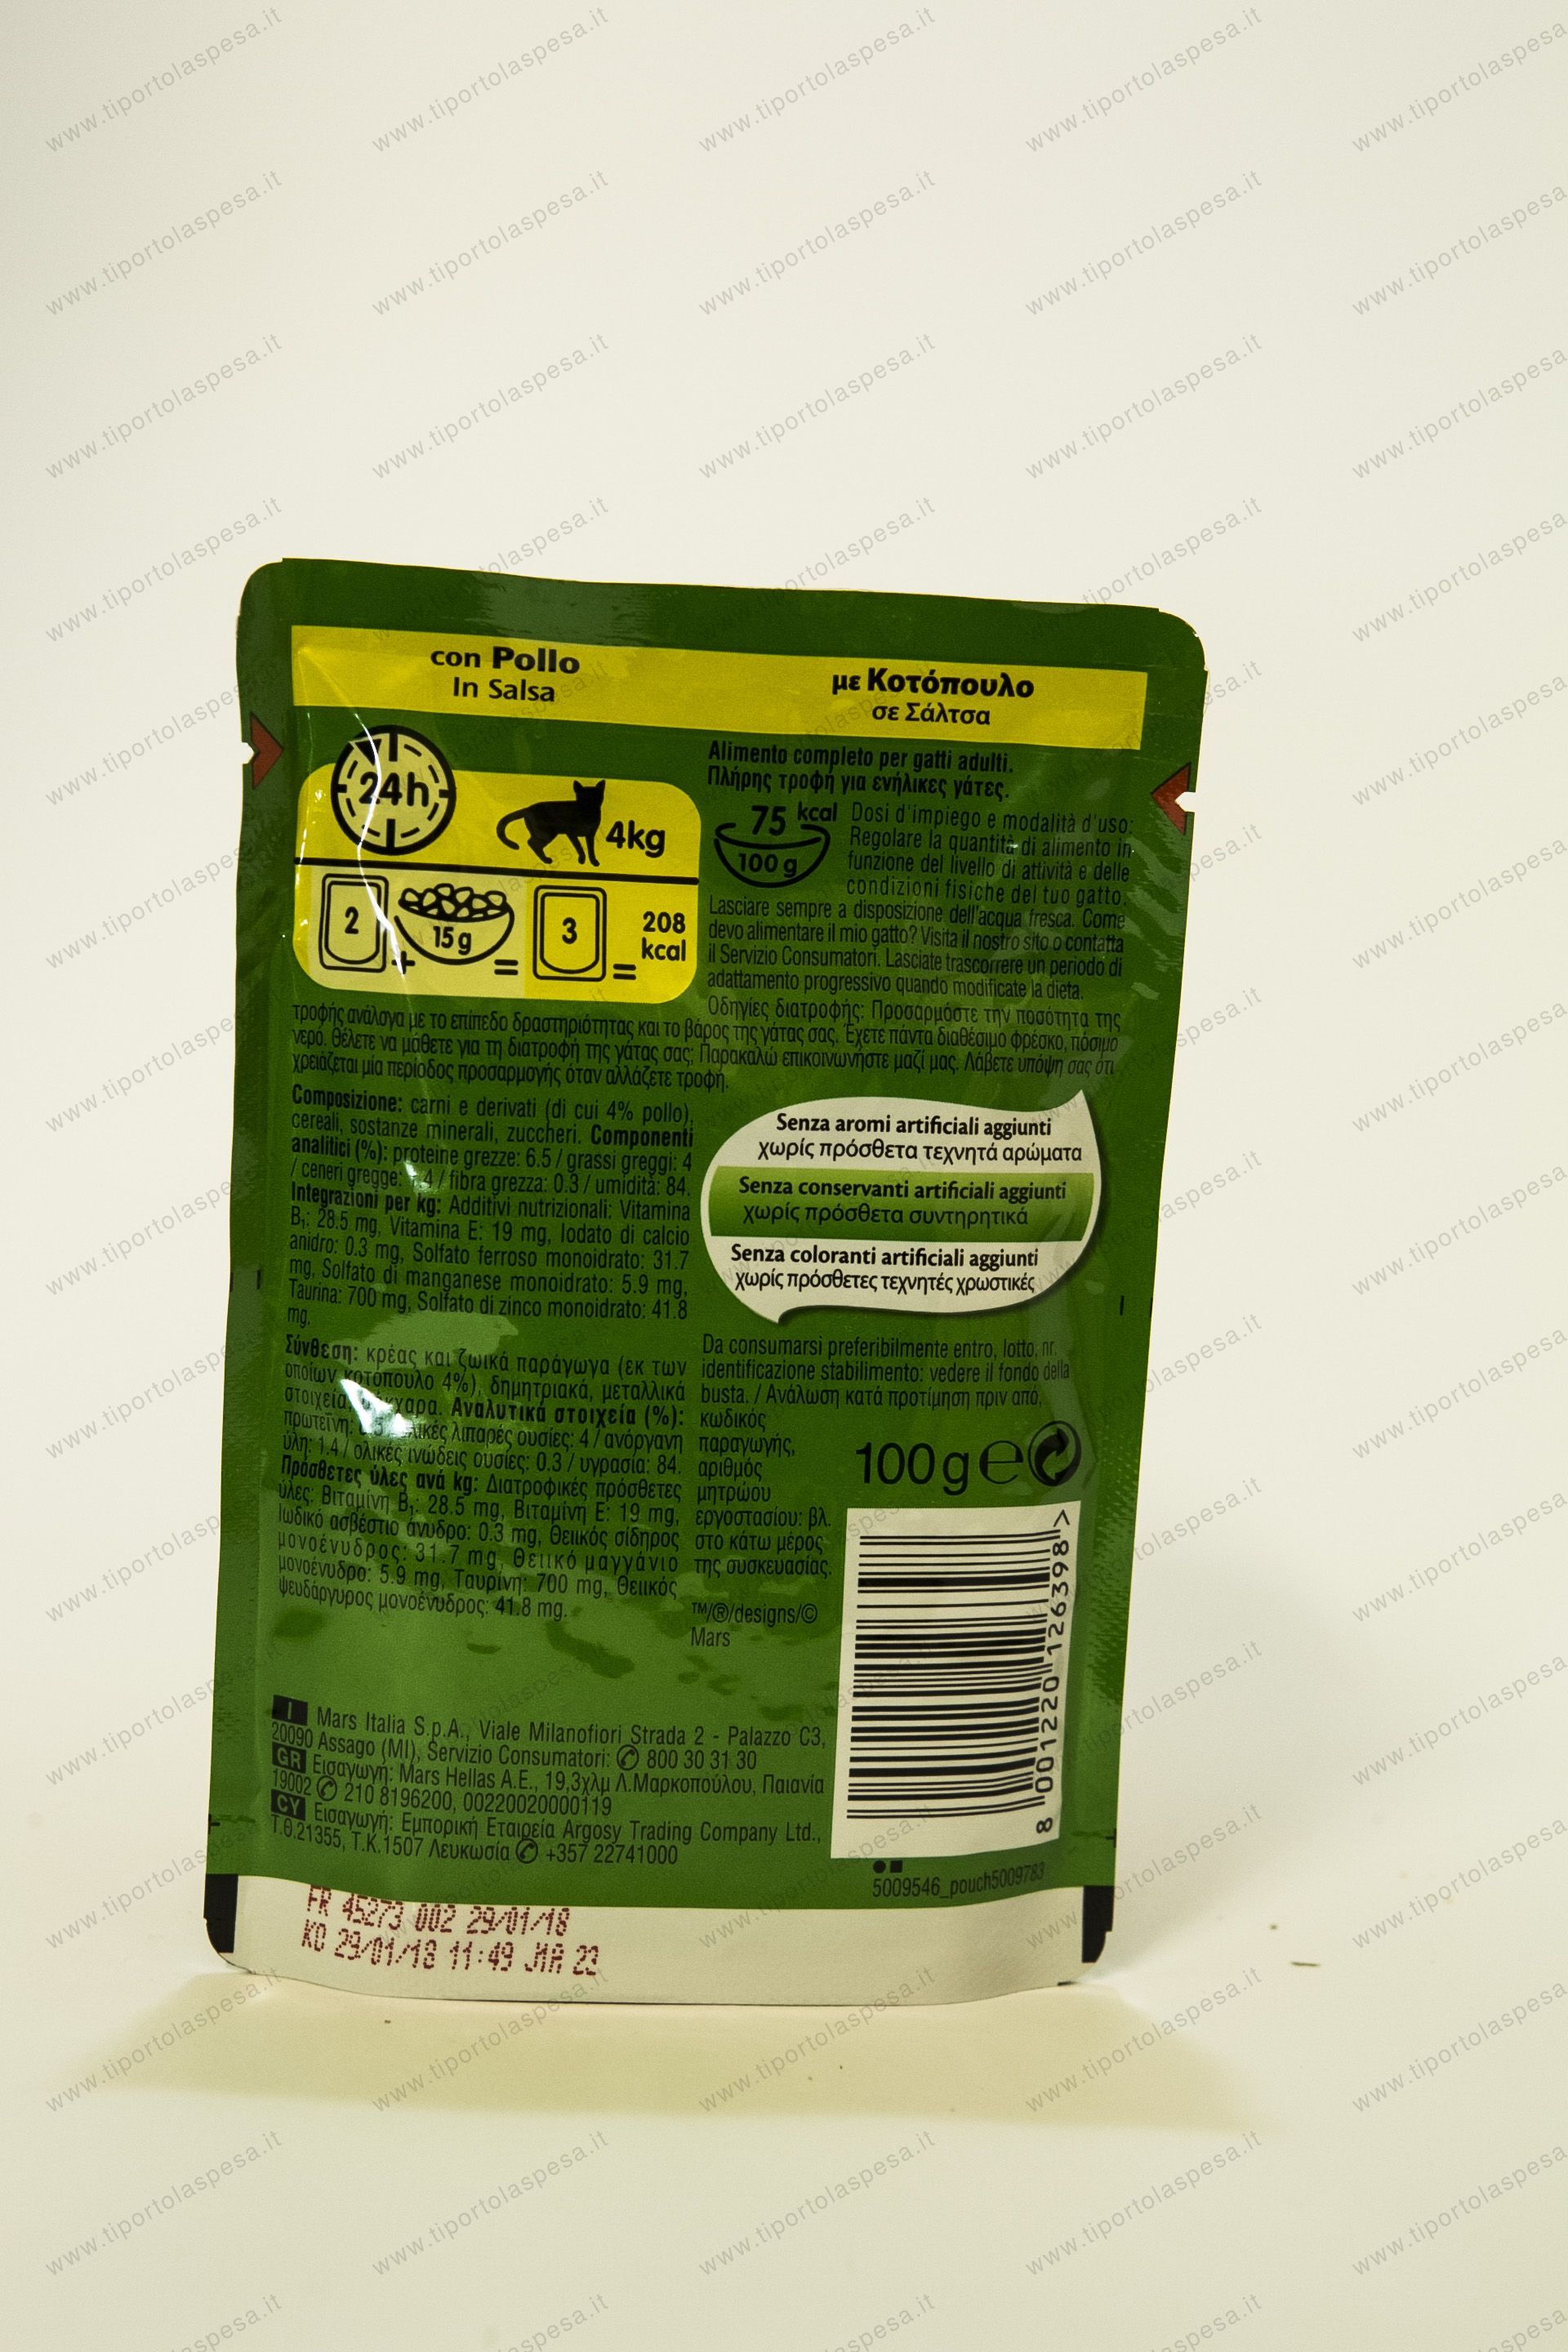 con Pollo
In Salsa
με Κοτόπουλο
σε Σάλτσα
24h
4kg
2
+
15g
=
3
=
208
kcal
Alimento completo per gatti adulti.
Πλήρης τροφή για ενήλικες γάτες.
75 kcal
100 g
Dosi d'impiego e modalità d'uso:
Regolare la quantità di alimento in
funzione del livello di attività e delle
condizioni fisiche del tuo gatto.
Lasciare sempre a disposizione dell'acqua fresca. Come
devo alimentare il mio gatto? Visita il nostro sito o contatta
il Servizio Consumatori. Lasciate trascorrere un periodo di
adattamento progressivo quando modificate la dieta.
Οδηγίες διατροφής: Προσαρμόστε την ποσότητα της
τροφής ανάλογα με το επίπεδο δραστηριότητας και το βάρος της γάτας σας. Έχετε πάντα διαθέσιμο φρέσκο, πόσιμο
νερό. Θέλετε να μάθετε για τη διατροφή της γάτας σας; Παρακαλώ επικοινωνήστε μαζί μας. Λάβετε υπόψη σας ότι
χρειάζεται μία περίοδος προσαρμογής όταν αλλάζετε τροφή.
Composizione: carni e derivati (di cui 4% pollo),
cereali, sostanze minerali, zuccheri. Componenti
analitici (%): proteine grezze: 6.5 / grassi greggi: 4
/ ceneri gregge: 4 / fibra grezza: 0.3 / umidità: 84.
Integrazioni per kg: Additivi nutrizionali: Vitamina
B₁: 28.5 mg, Vitamina E: 19 mg, Iodato di calcio
anidro: 0.3 mg, Solfato ferroso monoidrato: 31.7
mg, Solfato di manganese monoidrato: 5.9 mg,
Taurina: 700 mg, Solfato di zinco monoidrato: 41.8
mg.
Σύνθεση: κρέας και ζωικά παράγωγα (εκ των
οποίων κοτόπουλο 4%), δημητριακά, μεταλλικά
στοιχεία, Αναλυτικά στοιχεία (%):
πρωτεΐνη: λιπαρές ουσίες: 4 / ανόργανη
ύλη: 1.4 / ολικές ινώδεις ουσίες: 0.3 / υγρασία: 84.
Πρόσθετες ύλες ανά kg: Διατροφικές πρόσθετες
ύλες: Βιταμίνη B₁: 28.5 mg, Βιταμίνη E: 19 mg,
Ιωδικό ασβέστιο άνυδρο: 0.3 mg, Θειικός σίδηρος
μονοένυδρος: 31.7 mg, Θειικό μαγγάνιο
μονοένυδρο: 5.9 mg, Ταυρίνη: 700 mg, Θειικός
ψευδάργυρος μονοένυδρος: 41.8 mg.
Senza aromi artificiali aggiunti
χωρίς πρόσθετα τεχνητά αρώματα
Senza conservanti artificiali aggiunti
χωρίς πρόσθετα συντηρητικά
Senza coloranti artificiali aggiunti
χωρίς πρόσθετες τεχνητές χρωστικές
Da consumarsi preferibilmente entro, lotto, nr.
identificazione stabilimento: vedere il fondo della
busta. / Ανάλωση κατά προτίμηση πριν από,
κωδικός
παραγωγής,
αριθμός
μητρώου
εργοστασίου: βλ.
στο κάτω μέρος
της συσκευασίας.
100g℮
™/®/designs/©
Mars
8 001220 126398 >
I Mars Italia S.p.A., Viale Milanofiori Strada 2 - Palazzo C3,
20090 Assago (MI), Servizio Consumatori: ✆ 800 30 31 30
GR Εισαγωγή: Mars Hellas A.E., 19,3χλμ Λ.Μαρκοπούλου, Παιανία
19002 ✆ 210 8196200, 00220020000119
CY Εισαγωγή: Εμπορική Εταιρεία Argosy Trading Company Ltd.,
Τ.Θ.21355, Τ.Κ.1507 Λευκωσία ✆ +357 22741000
5009546_pouch5009783
FR 45273 002 29/01/18
KO 29/01/18 11:49 JMA 23
www.tiportolaspesa.it